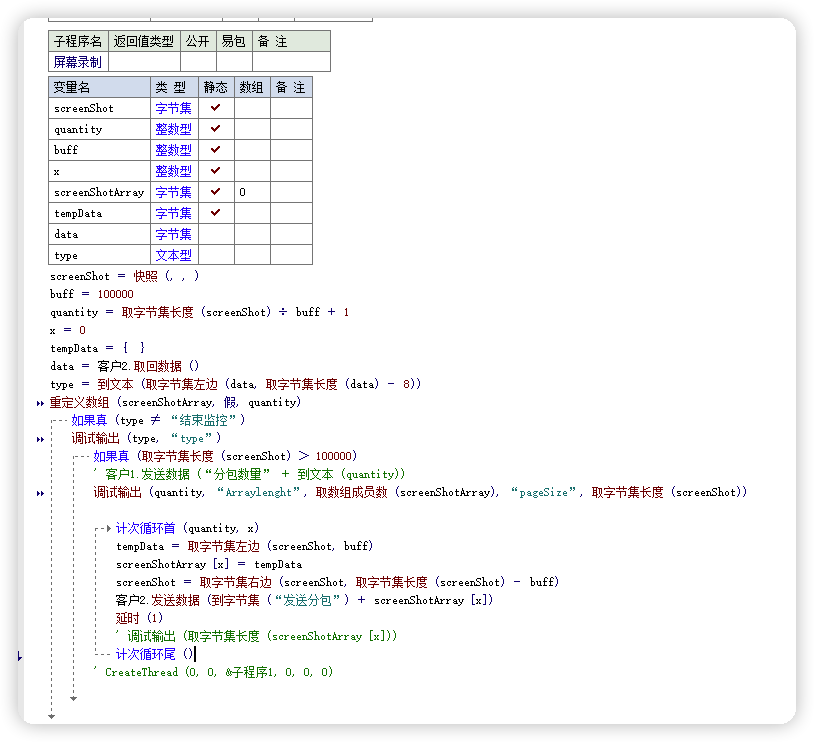 子程序名 返回值类型 公开 易包 备 注
屏幕录制
变量名 类 型 静态 数组 备 注
screenShot 字节集 ✓
quantity 整数型 ✓
buff 整数型 ✓
x 整数型 ✓
screenShotArray 字节集 ✓ 0
tempData 字节集 ✓
data 字节集
type 文本型
screenShot = 快照 (, , )
buff = 100000
quantity = 取字节集长度 (screenShot) ÷ buff + 1
x = 0
tempData = { }
data = 客户2.取回数据 ()
type = 到文本 (取字节集左边 (data, 取字节集长度 (data) - 8))
重定义数组 (screenShotArray, 假, quantity)
如果真 (type ≠ “结束监控”)
调试输出 (type, “type”)
如果真 (取字节集长度 (screenShot) > 100000)
' 客户1.发送数据 (“分包数量” + 到文本 (quantity))
调试输出 (quantity, “Arraylenght”, 取数组成员数 (screenShotArray), “pageSize”, 取字节集长度 (screenShot))
计次循环首 (quantity, x)
tempData = 取字节集左边 (screenShot, buff)
screenShotArray [x] = tempData
screenShot = 取字节集右边 (screenShot, 取字节集长度 (screenShot) - buff)
客户2.发送数据 (到字节集 (“发送分包”) + screenShotArray [x])
延时 (1)
' 调试输出 (取字节集长度 (screenShotArray [x]))
计次循环尾 ()
' CreateThread (0, 0, &子程序1, 0, 0, 0)